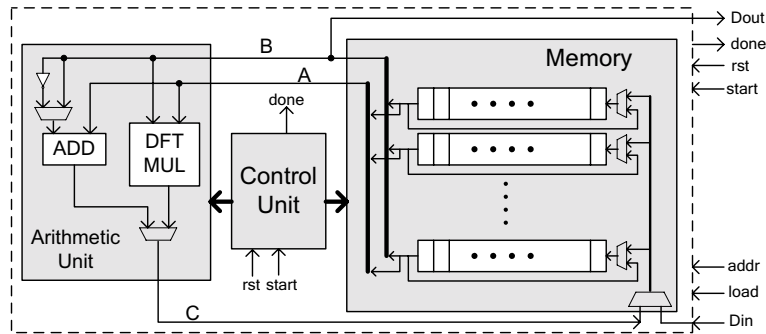 Dout
B
done
Memory
rst
A
start
done
ADD
DFT
MUL
Control
Unit
Arithmetic
Unit
rst start
addr
load
C
Din